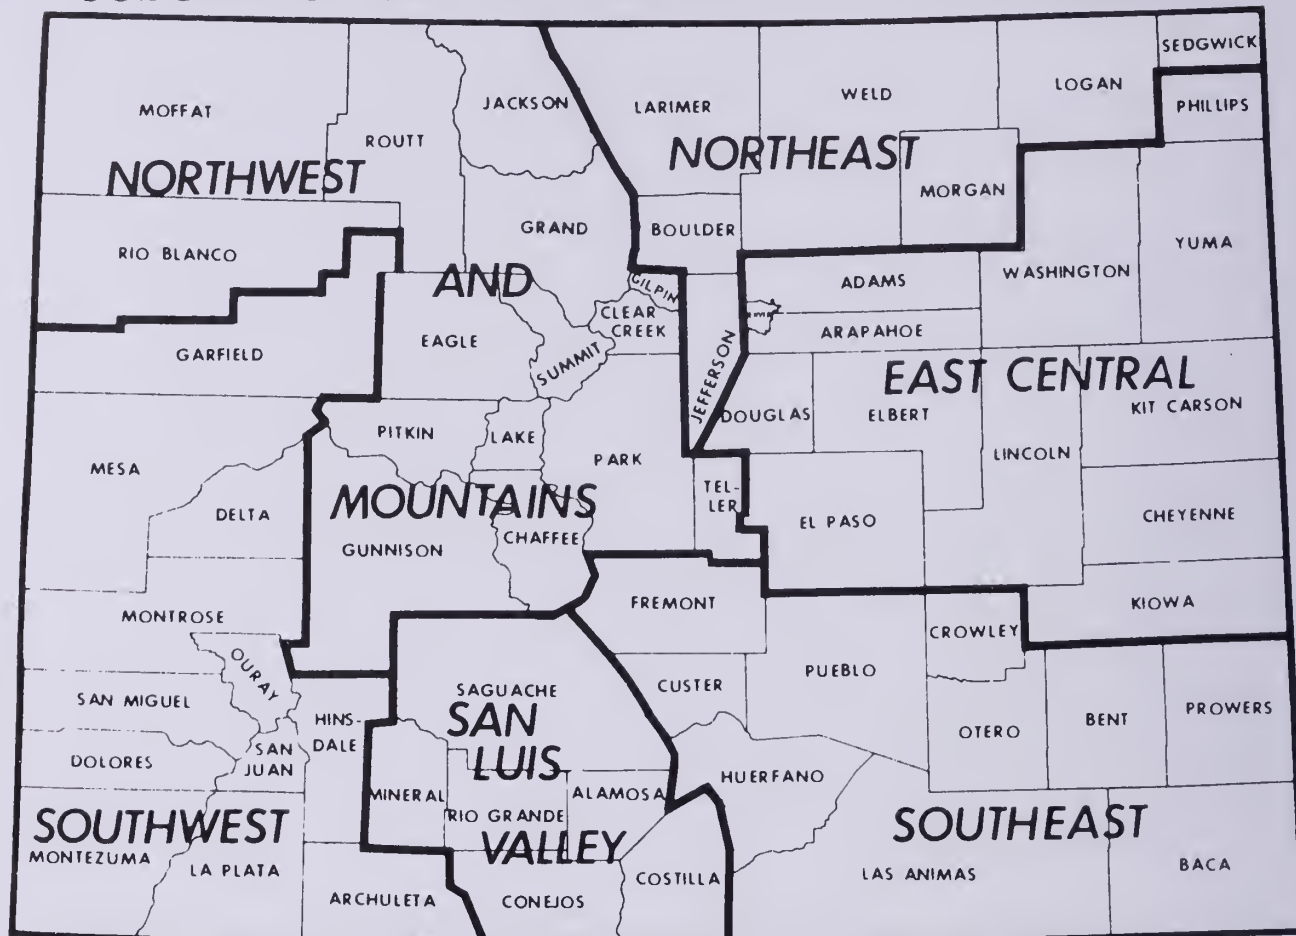 SEDGWICK
LOGAN
WELD
LARIMER
JACKSON
MOFFAT
PHILLIPS
ROUTT
NORTHEAST
NORTHWEST
MORGAN
GRAND
BOULDER
YUMA
RIO BLANCO
WASHINGTON
ADAMS
AND
GILPIN
CLEAR
CREEK
ARAPAHOE
EAGLE
GARFIELD
SUMMIT
JEFFERSON
EAST CENTRAL
DOUGLAS
ELBERT
KIT CARSON
PITKIN
LAKE
PARK
LINCOLN
MESA
TEL-
LER
MOUNTAINS
DELTA
EL PASO
CHEYENNE
GUNNISON
CHAFFEE
FREMONT
KIOWA
MONTROSE
CROWLEY
OURAY
PUEBLO
SAGUACHE
CUSTER
SAN MIGUEL
HINS-
DALE
SAN
LUIS
VALLEY
OTERO
BENT
PROWERS
DOLORES
SAN
JUAN
HUERFANO
MINERAL
RIO GRANDE
ALAMOSA
SOUTHWEST
SOUTHEAST
MONTEZUMA
LA PLATA
ARCHULETA
CONEJOS
COSTILLA
LAS ANIMAS
BACA